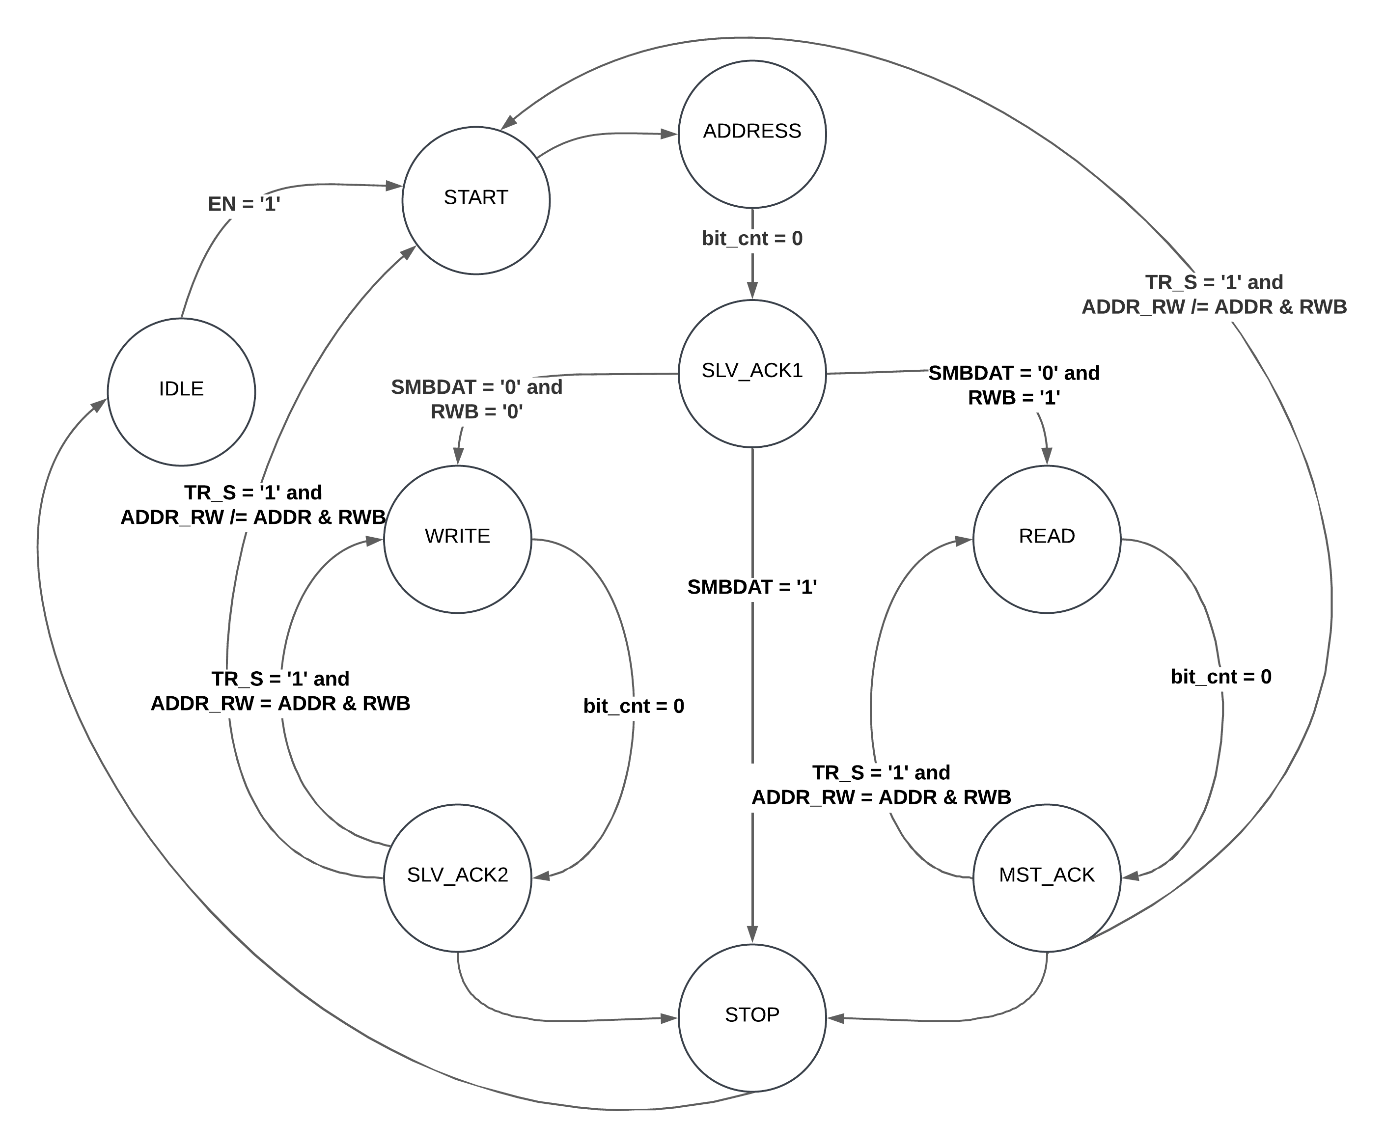 ADDRESS
START
EN = '1'
bit_cnt = 0
TR_S = '1' and
ADDR_RW /= ADDR & RWB
SLV_ACK1
IDLE
SMBDAT = '0' and
RWB = '0'
SMBDAT = '0' and
RWB = '1'
TR_S = '1' and
ADDR_RW /= ADDR & RWB
WRITE
READ
SMBDAT = '1'
TR_S = '1' and
ADDR_RW = ADDR & RWB
bit_cnt = 0
bit_cnt = 0
TR_S = '1' and
ADDR_RW = ADDR & RWB
SLV_ACK2
MST_ACK
STOP